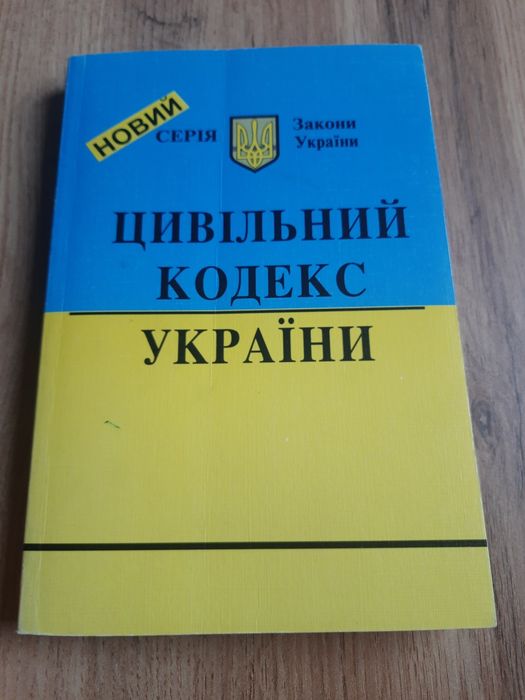 НОВИЙ
СЕРІЯ
Закони
України
ЦИВІЛЬНИЙ
КОДЕКС
УКРАЇНИ